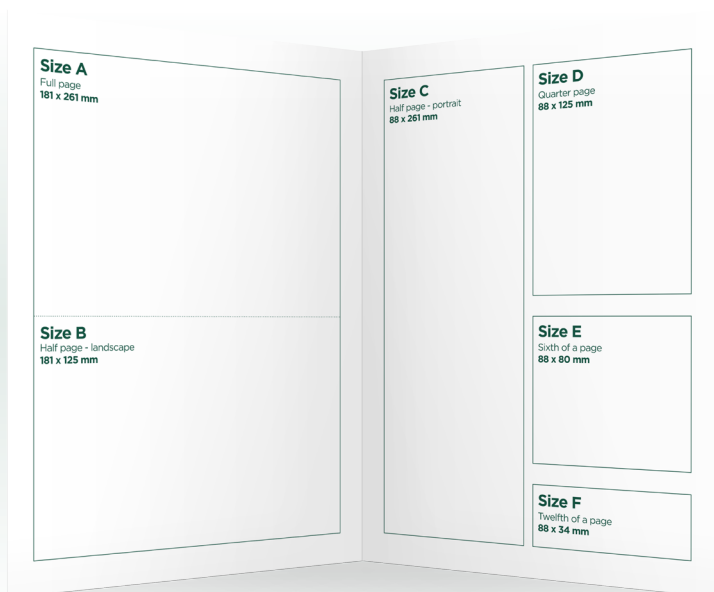 Size A
Full page
181 x 261 mm
Size B
Half page - landscape
181 x 125 mm
Size C
Half page - portrait
88 x 261 mm
Size D
Quarter page
88 x 125 mm
Size E
Sixth of a page
88 x 80 mm
Size F
Twelfth of a page
88 x 34 mm